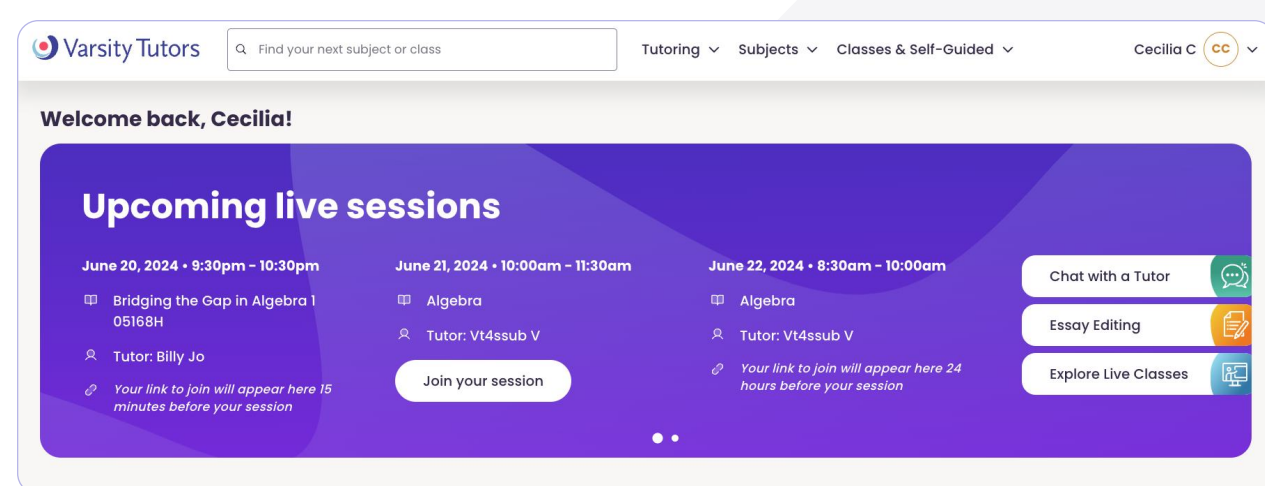 Varsity Tutors
Find your next subject or class
Tutoring
Subjects
Classes & Self-Guided
Cecilia C
CC
Welcome back, Cecilia!
Upcoming live sessions
June 20, 2024 • 9:30pm - 10:30pm
Bridging the Gap in Algebra 1
05168H
Tutor: Billy Jo
Your link to join will appear here 15
minutes before your session
June 21, 2024 • 10:00am - 11:30am
Algebra
Tutor: Vt4ssub V
Join your session
June 22, 2024 • 8:30am - 10:00am
Algebra
Tutor: Vt4ssub V
Your link to join will appear here 24
hours before your session
Chat with a Tutor
Essay Editing
Explore Live Classes